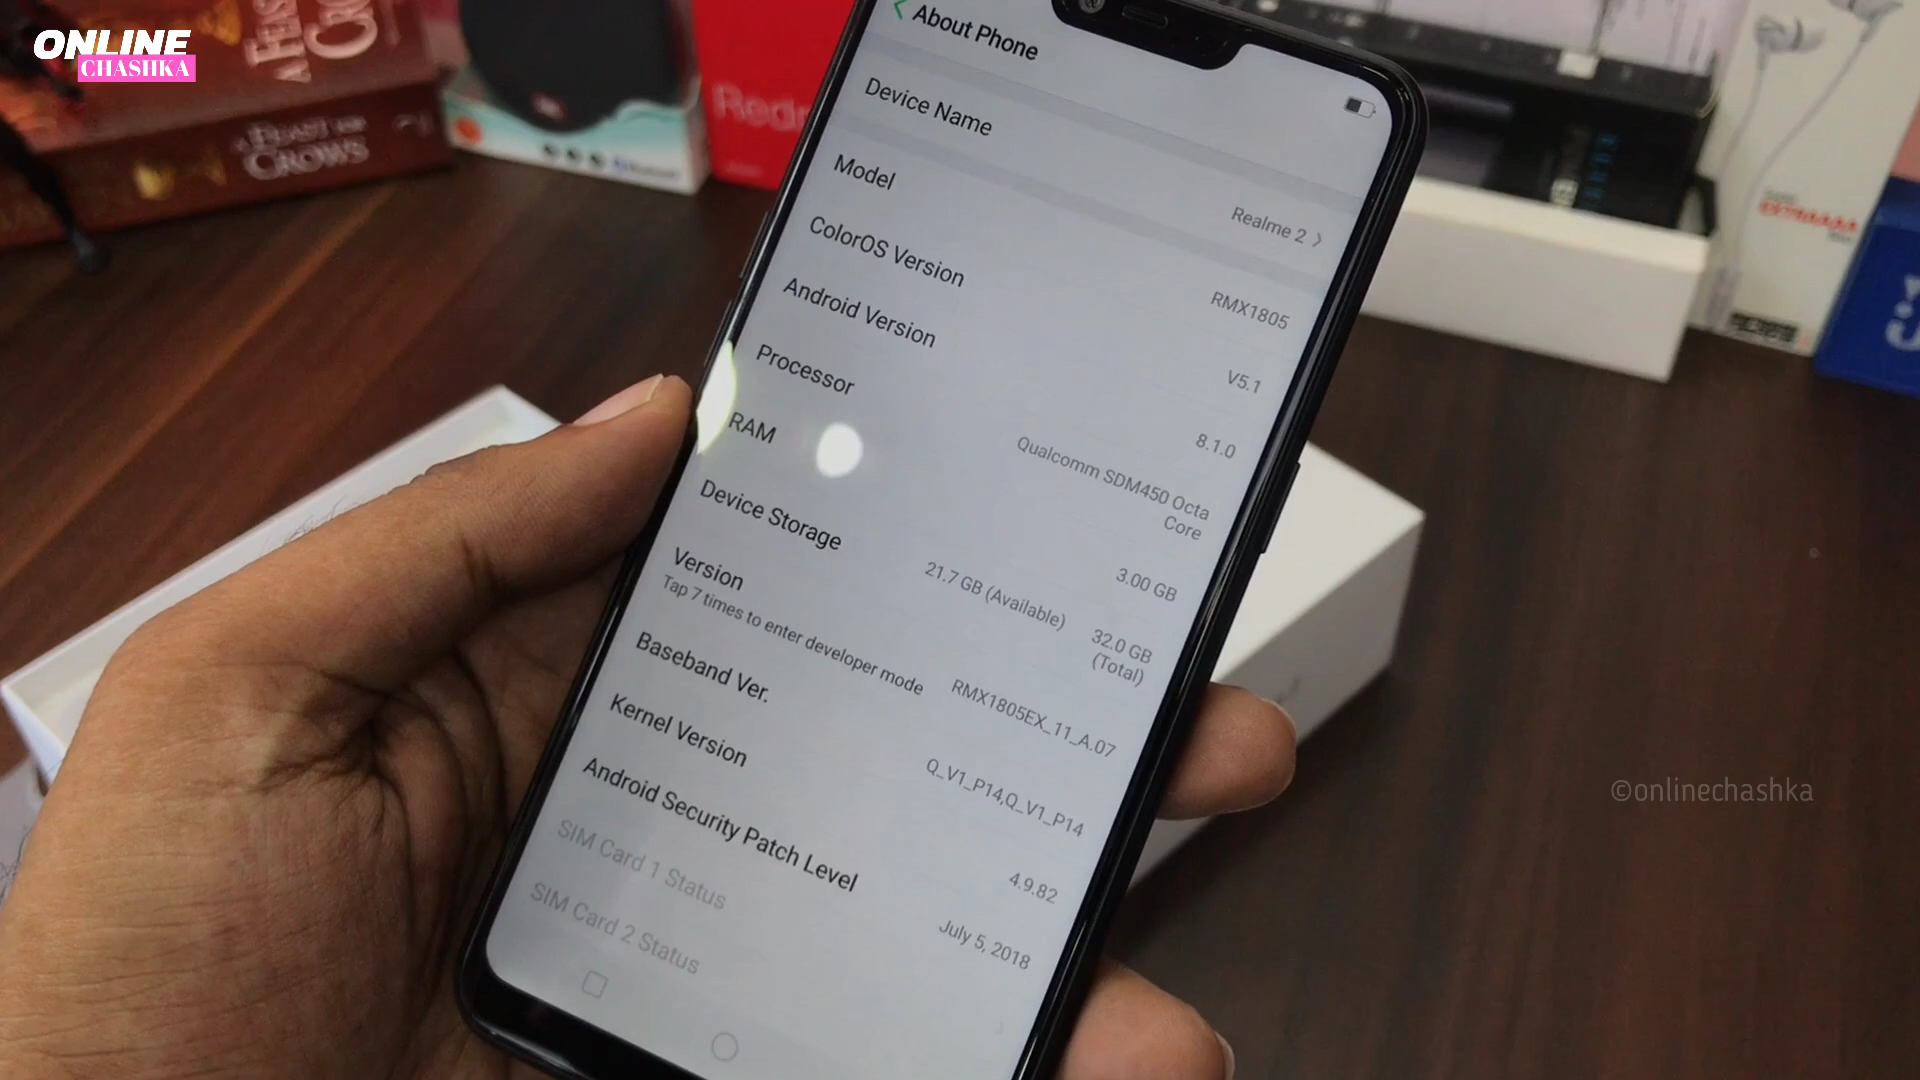 ONLINE
CHASHKA
A FEAST FOR
CROWS
Redm
About Phone
Device Name
Realme 2
Model
RMX1805
ColorOS Version
V5.1
Android Version
8.1.0
Processor
Qualcomm SDM450 Octa
Core
RAM
3.00 GB
Device Storage
21.7 GB (Available)
32.0 GB
(Total)
Version
Tap 7 times to enter developer mode
RMX1805EX_11_A.07
Baseband Ver.
Q_V1_P14,Q_V1_P14
Kernel Version
4.9.82
Android Security Patch Level
July 5, 2018
SIM Card 1 Status
SIM Card 2 Status
©onlinechashka